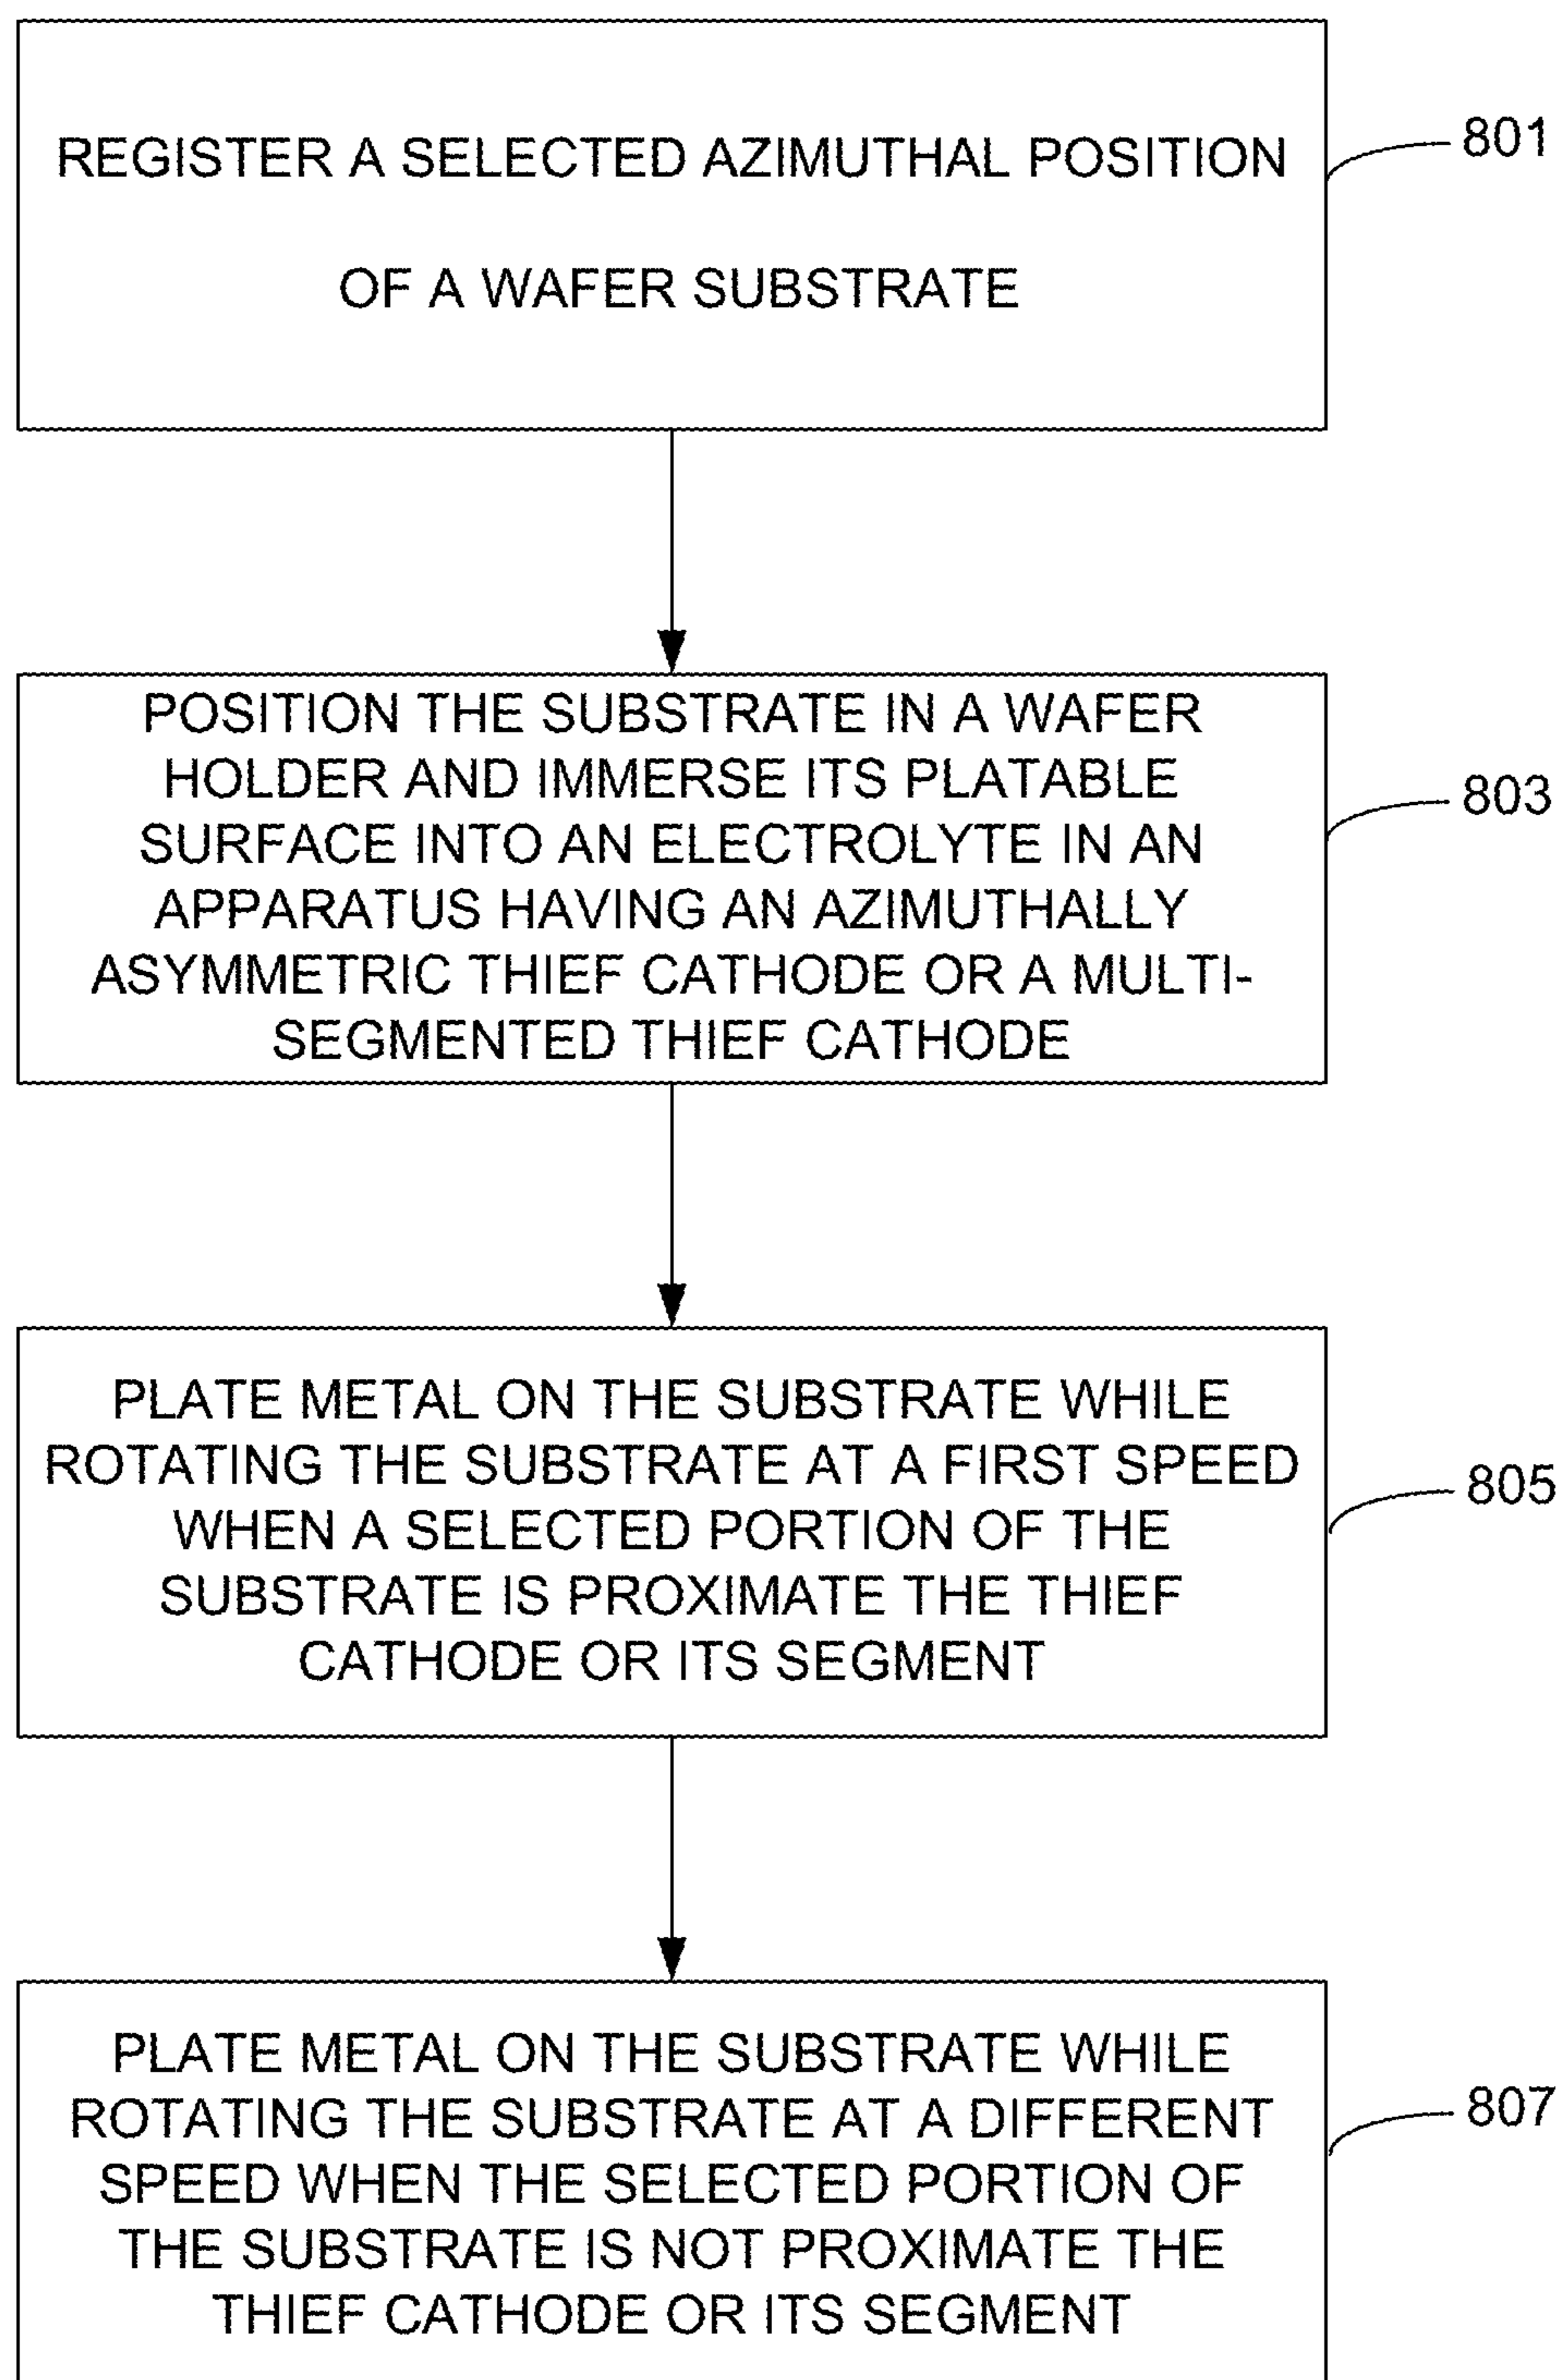 REGISTER A SELECTED AZIMUTHAL POSITION
OF A WAFER SUBSTRATE
801
POSITION THE SUBSTRATE IN A WAFER
HOLDER AND IMMERSE ITS PLATABLE
SURFACE INTO AN ELECTROLYTE IN AN
APPARATUS HAVING AN AZIMUTHALLY
ASYMMETRIC THIEF CATHODE OR A MULTI-
SEGMENTED THIEF CATHODE
803
PLATE METAL ON THE SUBSTRATE WHILE
ROTATING THE SUBSTRATE AT A FIRST SPEED
WHEN A SELECTED PORTION OF THE
SUBSTRATE IS PROXIMATE THE THIEF
CATHODE OR ITS SEGMENT
805
PLATE METAL ON THE SUBSTRATE WHILE
ROTATING THE SUBSTRATE AT A DIFFERENT
SPEED WHEN THE SELECTED PORTION OF
THE SUBSTRATE IS NOT PROXIMATE THE
THIEF CATHODE OR ITS SEGMENT
807